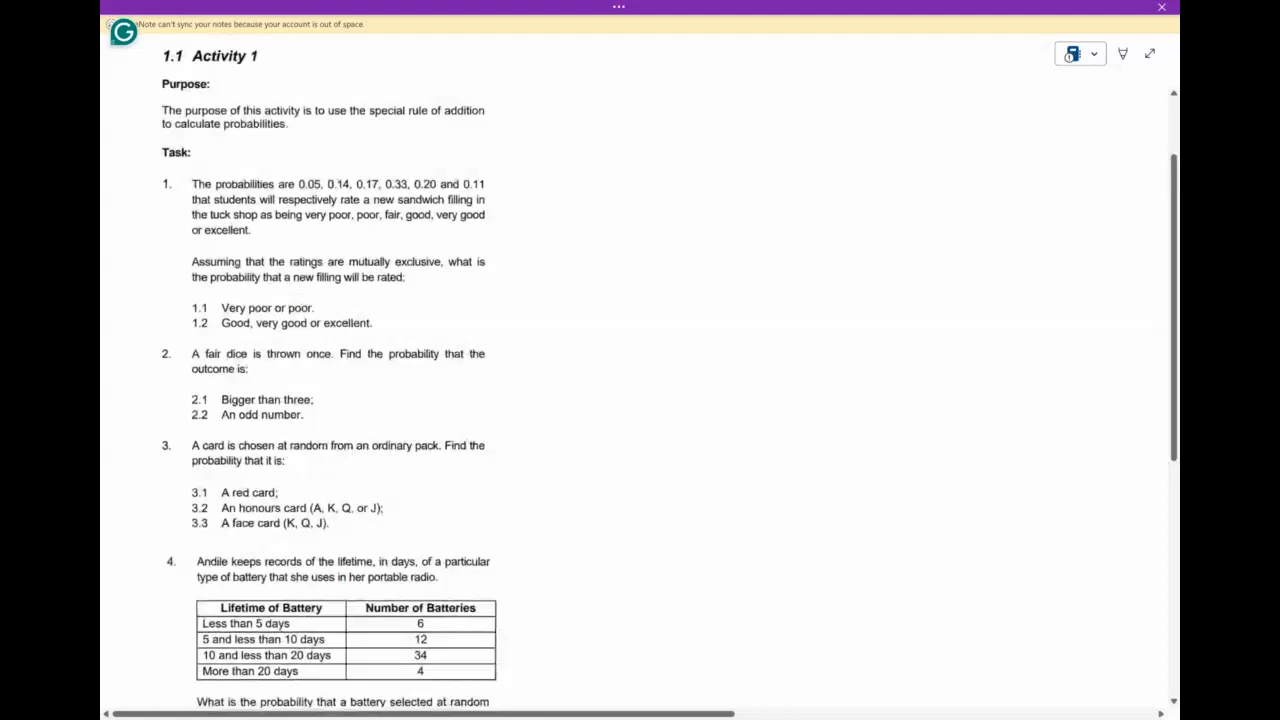 eNote can't sync your notes because your account is out of space.
1.1 Activity 1
Purpose:
The purpose of this activity is to use the special rule of addition
to calculate probabilities.
Task:
1. The probabilities are 0.05, 0.14, 0.17, 0.33, 0.20 and 0.11
that students will respectively rate a new sandwich filling in
the tuck shop as being very poor, poor, fair, good, very good
or excellent.
Assuming that the ratings are mutually exclusive, what is
the probability that a new filling will be rated:
1.1 Very poor or poor.
1.2 Good, very good or excellent.
2. A fair dice is thrown once. Find the probability that the
outcome is:
2.1 Bigger than three;
2.2 An odd number.
3. A card is chosen at random from an ordinary pack. Find the
probability that it is:
3.1 A red card;
3.2 An honours card (A, K, Q, or J);
3.3 A face card (K, Q, J).
4. Andile keeps records of the lifetime, in days, of a particular
type of battery that she uses in her portable radio.
Lifetime of Battery Number of Batteries
Less than 5 days 6
5 and less than 10 days 12
10 and less than 20 days 34
More than 20 days 4
What is the probability that a battery selected at random